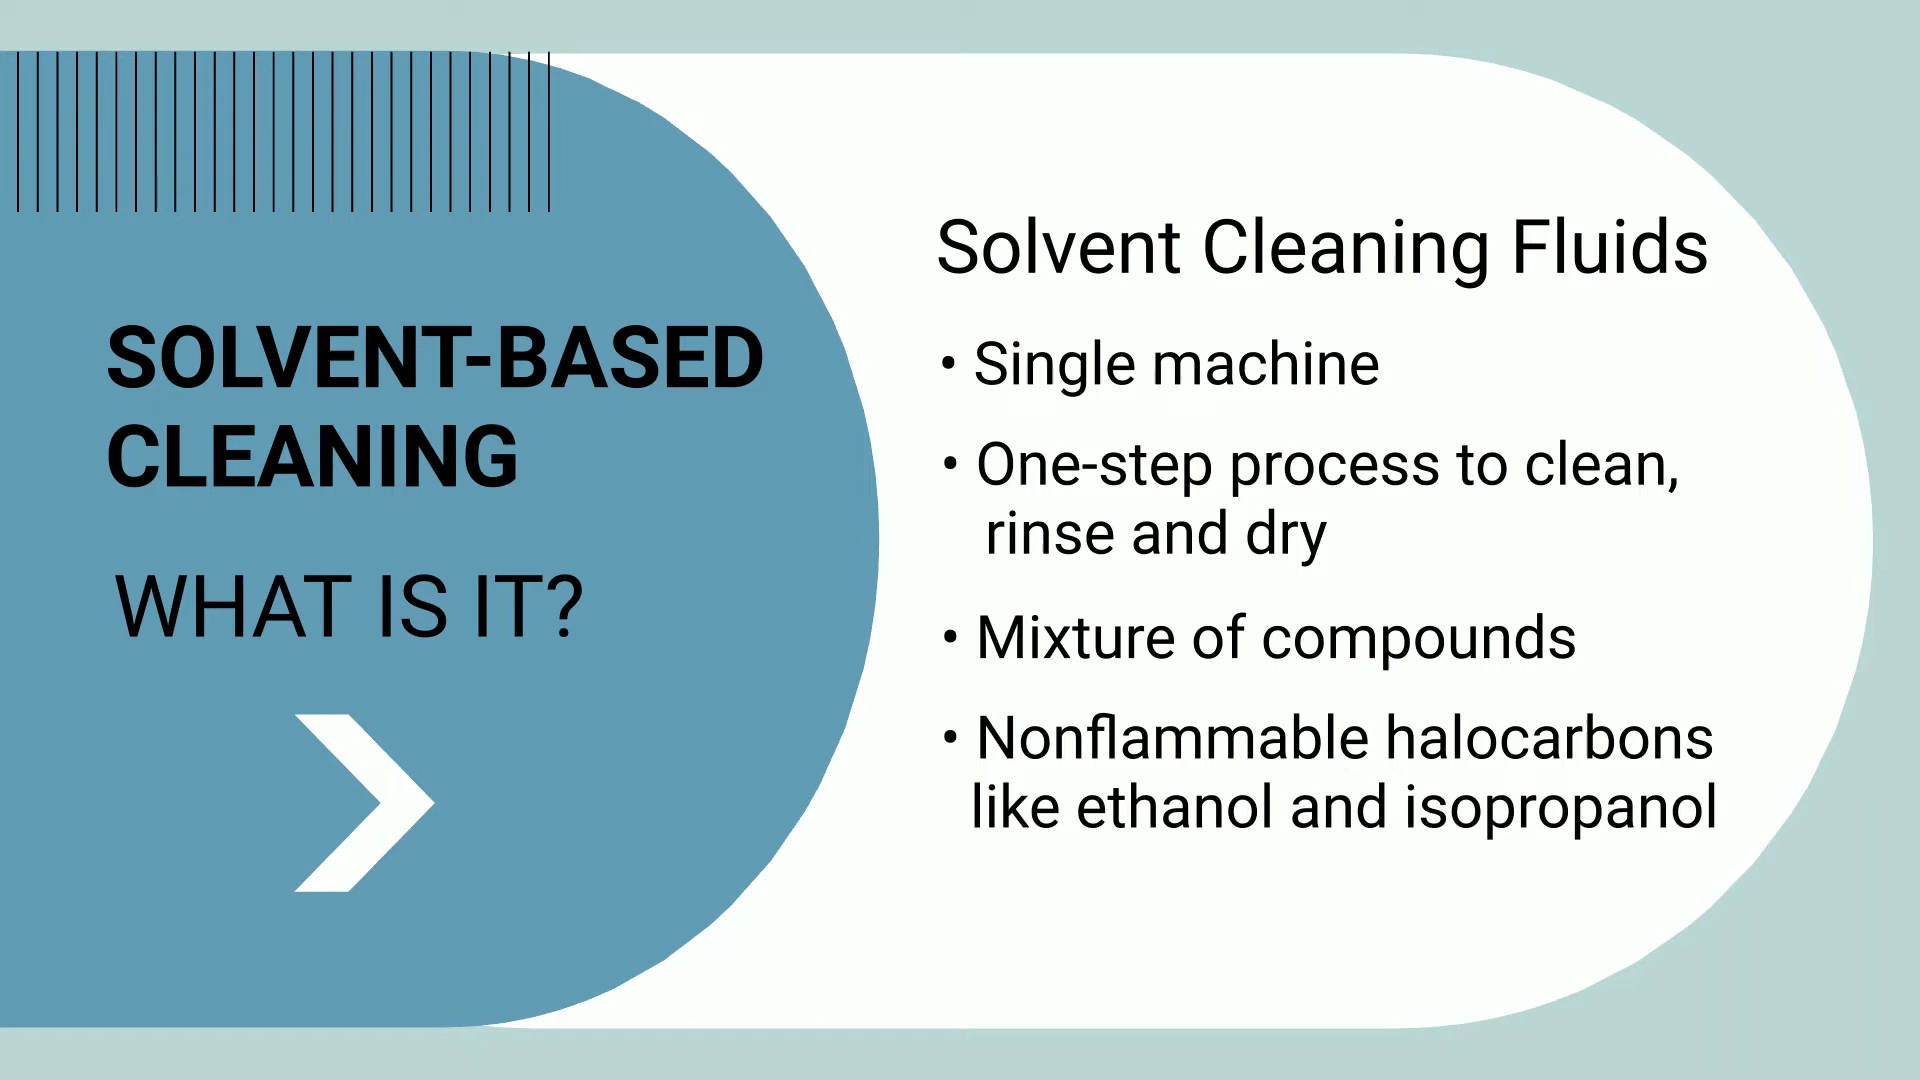 SOLVENT-BASED
CLEANING
WHAT IS IT?
Solvent Cleaning Fluids
• Single machine
• One-step process to clean,
rinse and dry
• Mixture of compounds
• Nonflammable halocarbons
like ethanol and isopropanol